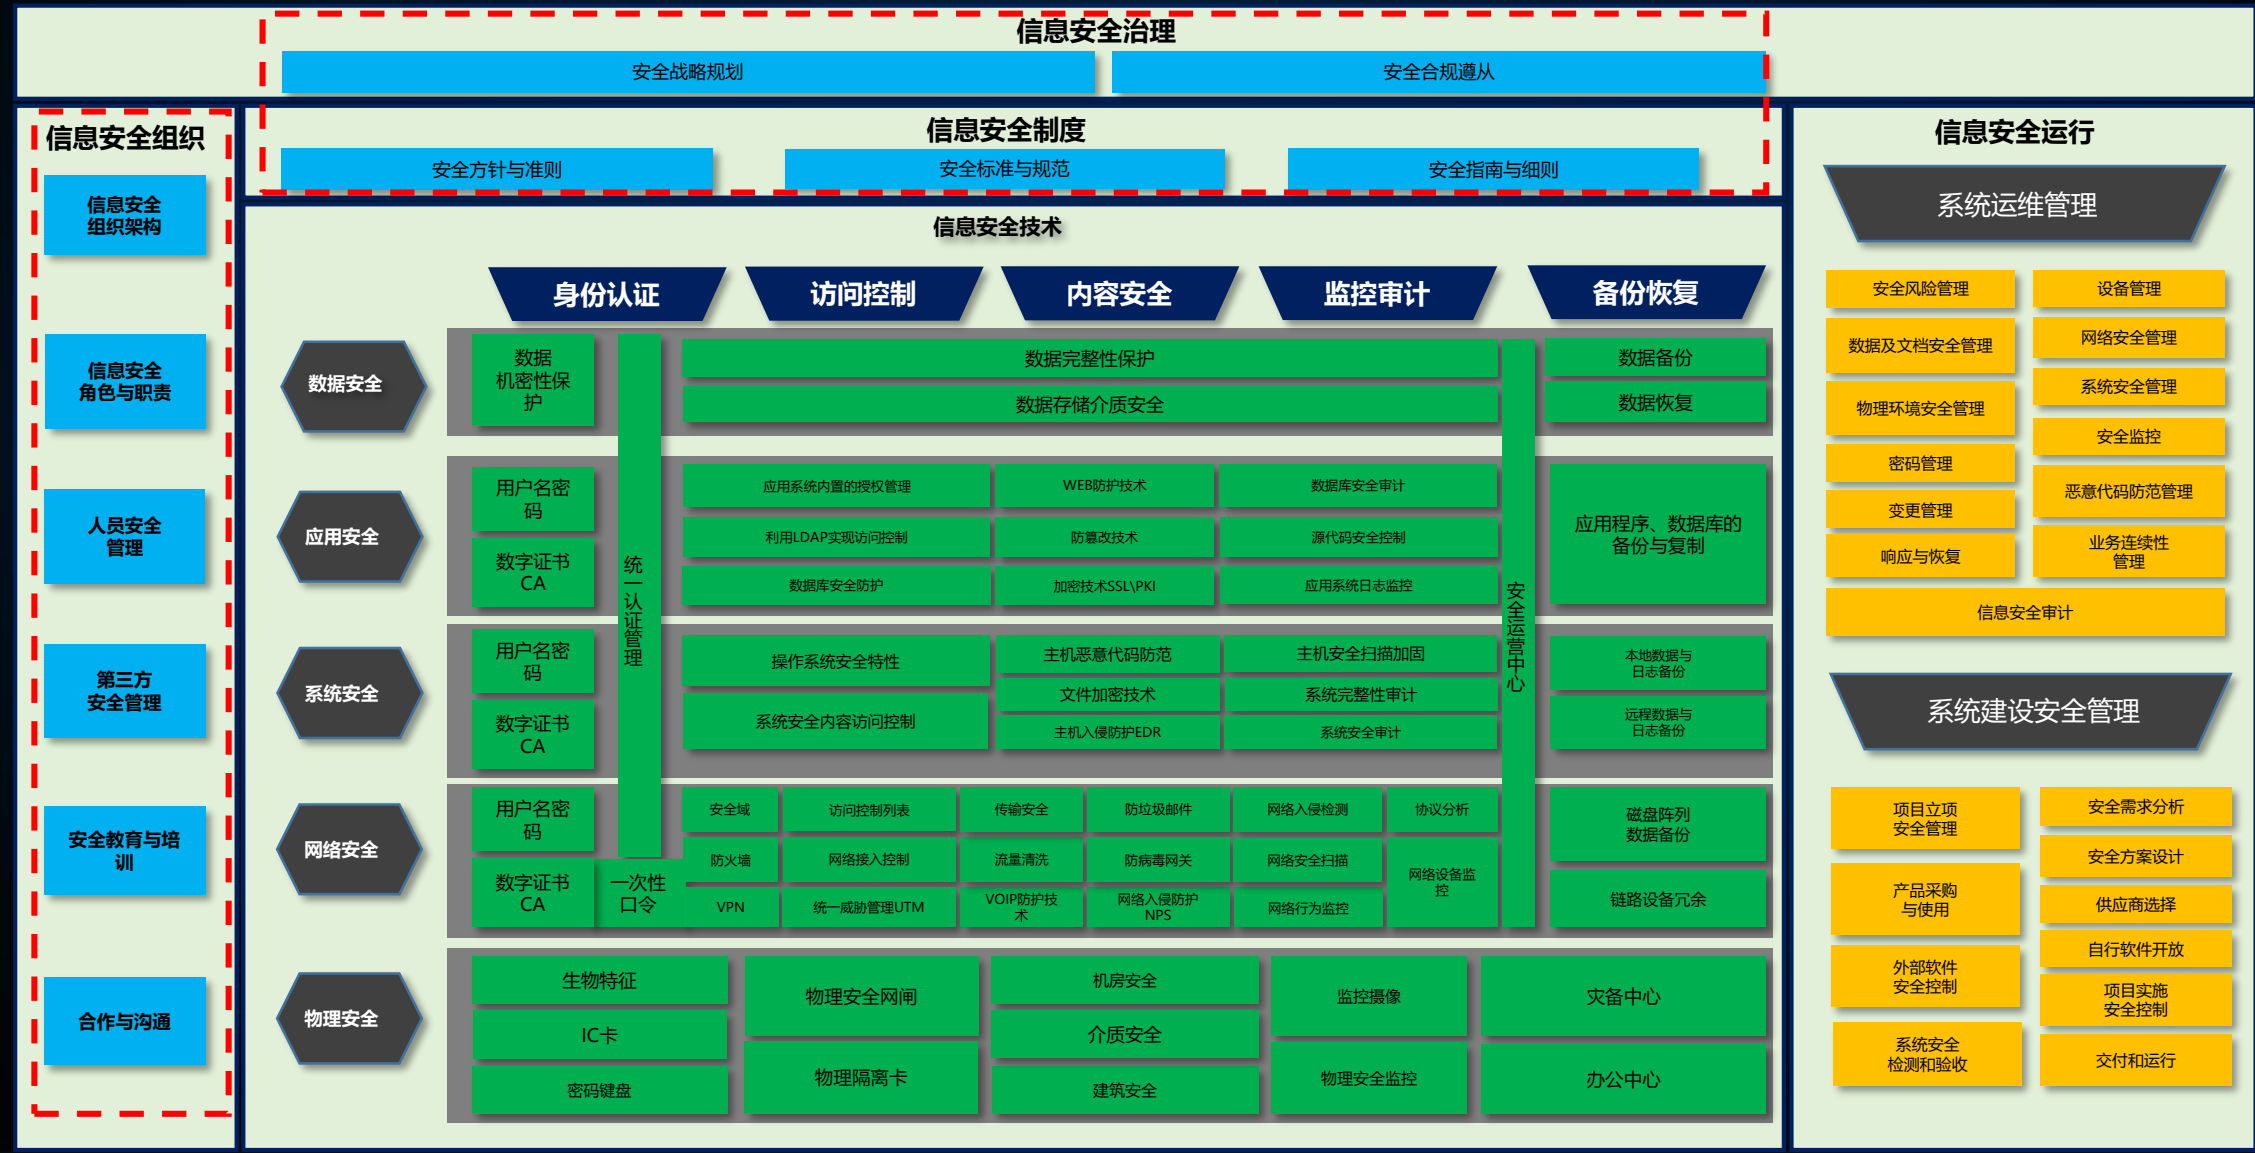 信息安全治理
安全战略规划
安全合规遵从
信息安全组织
信息安全
组织架构
信息安全
角色与职责
人员安全
管理
第三方
安全管理
安全教育与培
训
合作与沟通
信息安全制度
安全方针与准则
安全标准与规范
安全指南与细则
信息安全技术
身份认证
访问控制
内容安全
监控审计
备份恢复
数据安全
数据
机密性保
护
数据完整性保护
数据存储介质安全
数据备份
数据恢复
统一认证管理
安全运营中心
应用安全
用户名密
码
数字证书
CA
应用系统内置的授权管理
WEB防护技术
数据库安全审计
利用LDAP实现访问控制
防篡改技术
源代码安全控制
数据库安全防护
加密技术SSL\PKI
应用系统日志监控
应用程序、数据库的
备份与复制
系统安全
用户名密
码
数字证书
CA
操作系统安全特性
系统安全内容访问控制
主机恶意代码防范
文件加密技术
主机入侵防护EDR
主机安全扫描加固
系统完整性审计
系统安全审计
本地数据与
日志备份
远程数据与
日志备份
网络安全
用户名密
码
数字证书
CA
一次性
口令
安全域
访问控制列表
传输安全
防垃圾邮件
网络入侵检测
协议分析
防火墙
网络接入控制
流量清洗
防病毒网关
网络安全扫描
网络设备监
控
VPN
统一威胁管理UTM
VOIP防护技
术
网络入侵防护
NPS
网络行为监控
磁盘阵列
数据备份
链路设备冗余
物理安全
生物特征
IC卡
密码键盘
物理安全网闸
物理隔离卡
机房安全
介质安全
建筑安全
监控摄像
物理安全监控
灾备中心
办公中心
信息安全运行
系统运维管理
安全风险管理
设备管理
数据及文档安全管理
网络安全管理
物理环境安全管理
系统安全管理
密码管理
安全监控
变更管理
恶意代码防范管理
响应与恢复
业务连续性
管理
信息安全审计
系统建设安全管理
项目立项
安全管理
安全需求分析
安全方案设计
产品采购
与使用
供应商选择
外部软件
安全控制
自行软件开放
项目实施
安全控制
系统安全
检测和验收
交付和运行